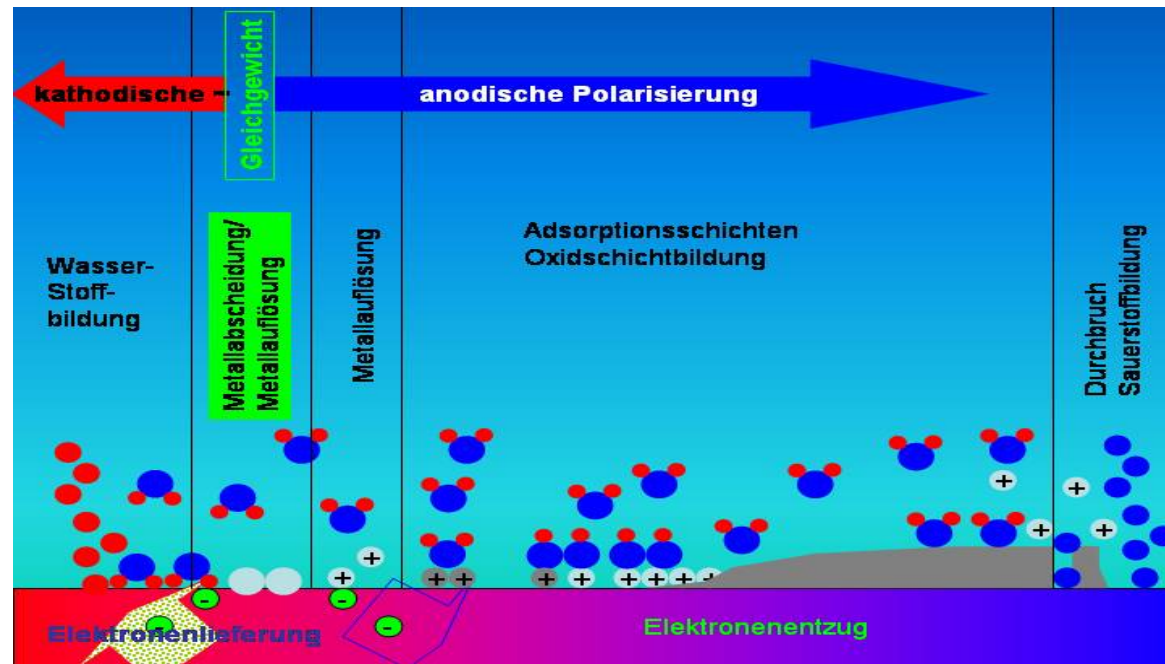 kathodische -
Gleichgewicht
anodische Polarisierung
Wasser-
Stoff-
bildung
Metallabscheidung/
Metallauflösung
Metallauflösung
Adsorptionsschichten
Oxidschichtbildung
Durchbruch
Sauerstoffbildung
+ + + + + + + + + + + + +
- - - -
Elektronenlieferung
Elektronenentzug